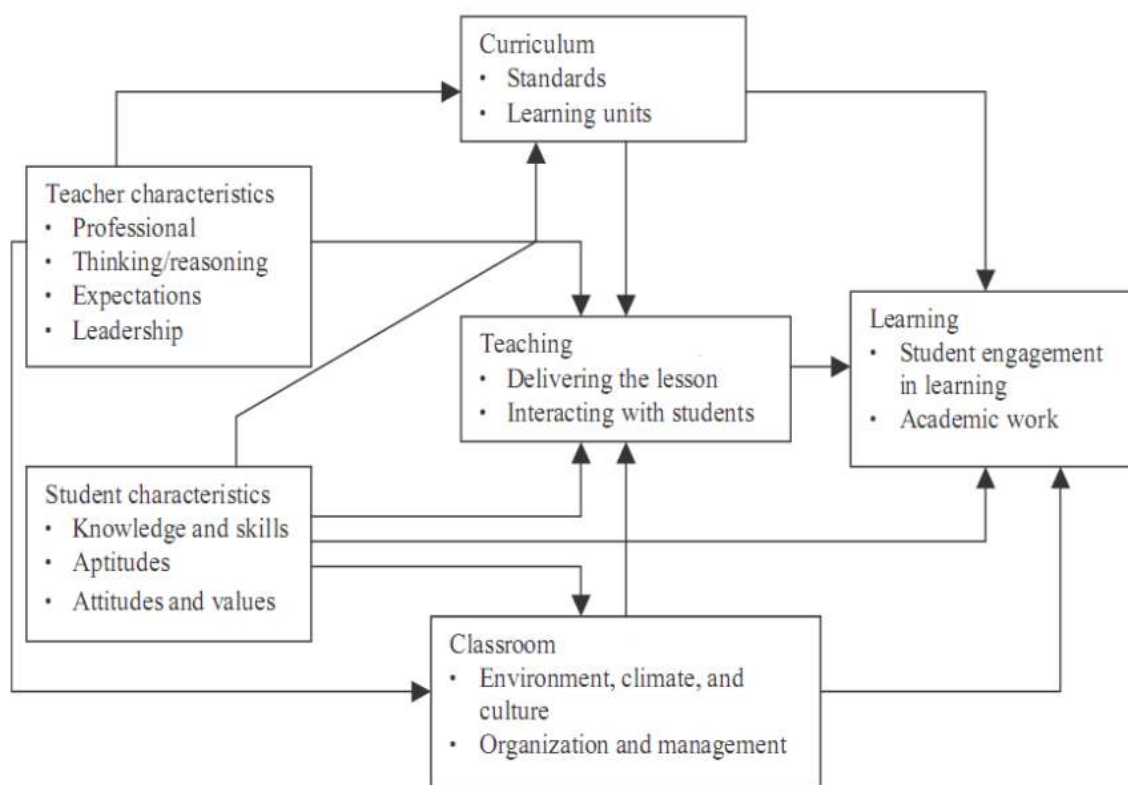 Curriculum
• Standards
• Learning units
Teacher characteristics
• Professional
• Thinking/reasoning
• Expectations
• Leadership
Teaching
• Delivering the lesson
• Interacting with students
Learning
• Student engagement
in learning
• Academic work
Student characteristics
• Knowledge and skills
• Aptitudes
• Attitudes and values
Classroom
• Environment, climate, and
culture
• Organization and management